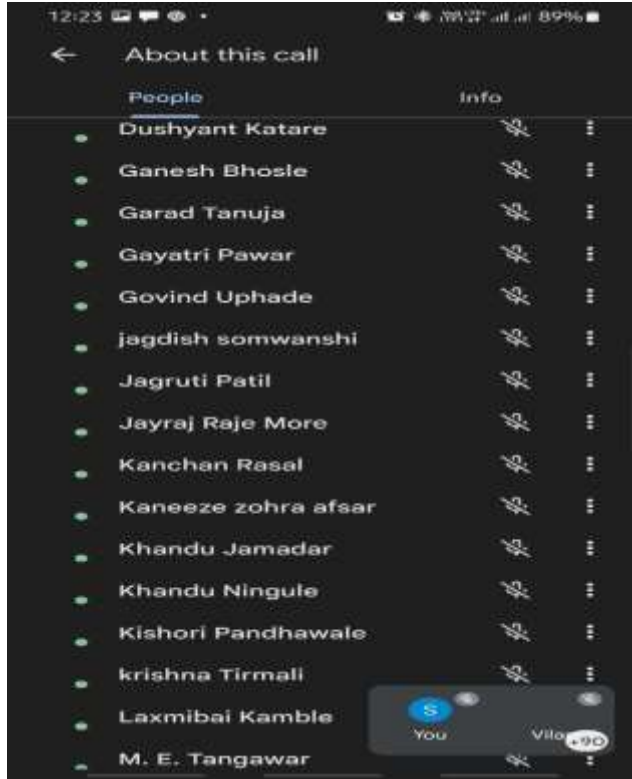 12:23 89%
About this call
People Info
Dushyant Katare
Ganesh Bhosle
Garad Tanuja
Gayatri Pawar
Govind Uphade
jagdish somwanshi
Jagruti Patil
Jayraj Raje More
Kanchan Rasal
Kaneeze zohra afsar
Khandu Jamadar
Khandu Ningule
Kishori Pandhawale
krishna Tirmali
Laxmibai Kamble
S
You +90
M. E. Tangawar